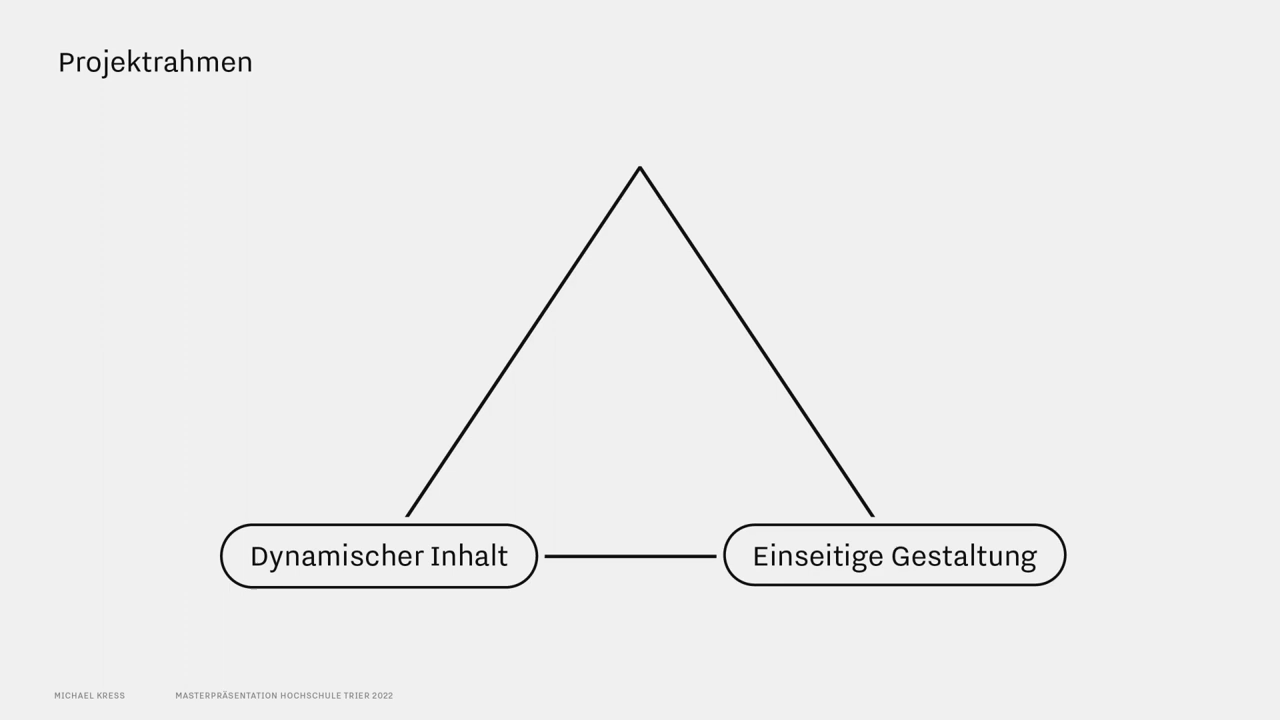 Projektrahmen
Dynamischer Inhalt
Einseitige Gestaltung
MICHAEL KRESS
MASTERPRÄSENTATION HOCHSCHULE TRIER 2022